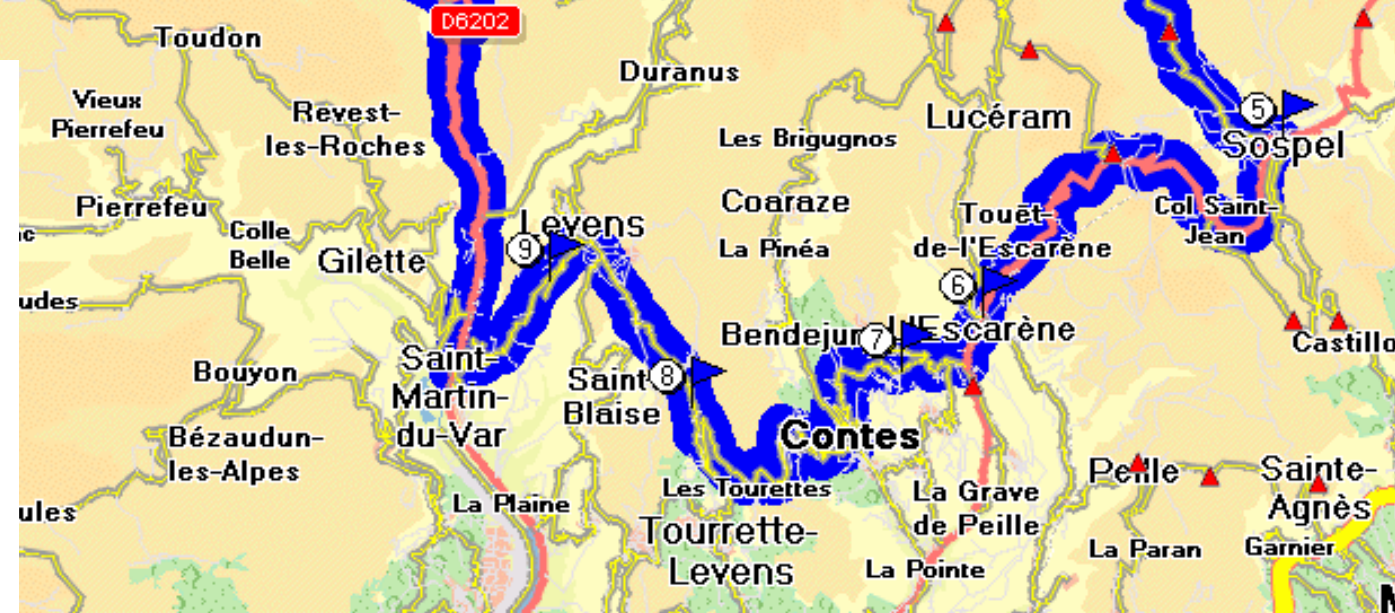 D6202
Toudon
Duranus
Vieux
Pierrefeu
Revest-
les-Roches
Les Brigugnos
Lucéram
5
Sospel
Pierrefeu
Coaraze
Touët-
de-l'Escarène
Col Saint-
Jean
Colle
Belle
Gilette
Levens
9
La Pinéa
6
udes
Bendejun
7
L'Escarène
Castillo
Bouyon
Saint-
Martin-
du-Var
Saint
Blaise
8
Contes
Bézaudun-
les-Alpes
Peille
Sainte-
Agnès
ules
La Plaine
Les Tourettes
La Grave
de Peille
Tourrette-
Levens
La Paran
Garnier
La Pointe